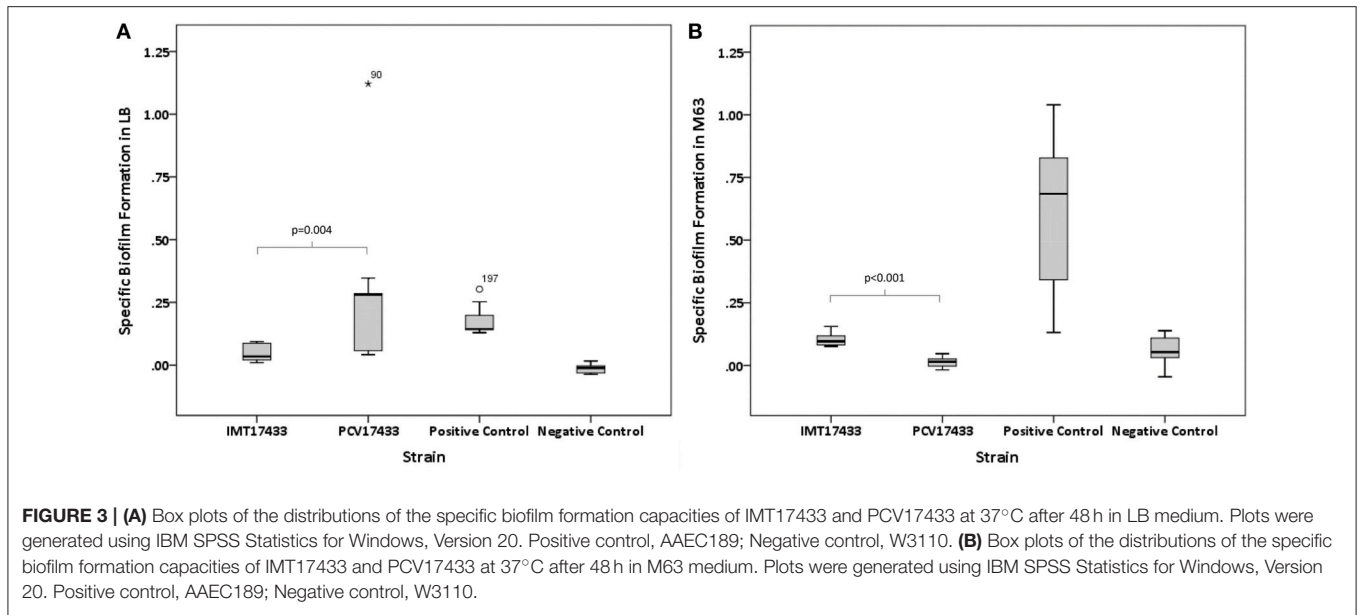 A
Specific Biofilm Formation in LB
1.25
1.00
.75
.50
.25
.00
*90
197
p=0.004
IMT17433 PCV17433 Positive Control Negative Control
Strain
B
Specific Biofilm Formation in M63
1.25
1.00
.75
.50
.25
.00
p<0.001
IMT17433 PCV17433 Positive Control Negative Control
Strain
FIGURE 3 | (A) Box plots of the distributions of the specific biofilm formation capacities of IMT17433 and PCV17433 at 37°C after 48 h in LB medium. Plots were
generated using IBM SPSS Statistics for Windows, Version 20. Positive control, AAEC189; Negative control, W3110. (B) Box plots of the distributions of the specific
biofilm formation capacities of IMT17433 and PCV17433 at 37°C after 48 h in M63 medium. Plots were generated using IBM SPSS Statistics for Windows, Version
20. Positive control, AAEC189; Negative control, W3110.